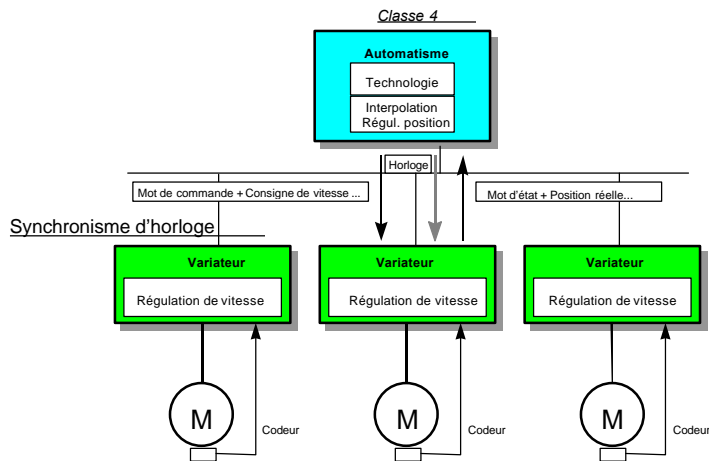 Classe 4
Automatisme
Technologie
Interpolation
Régul. position
Horloge
Mot de commande + Consigne de vitesse ...
Mot d'état + Position réelle...
Synchronisme d'horloge
Variateur
Régulation de vitesse
Variateur
Régulation de vitesse
Variateur
Régulation de vitesse
M
Codeur
M
Codeur
M
Codeur